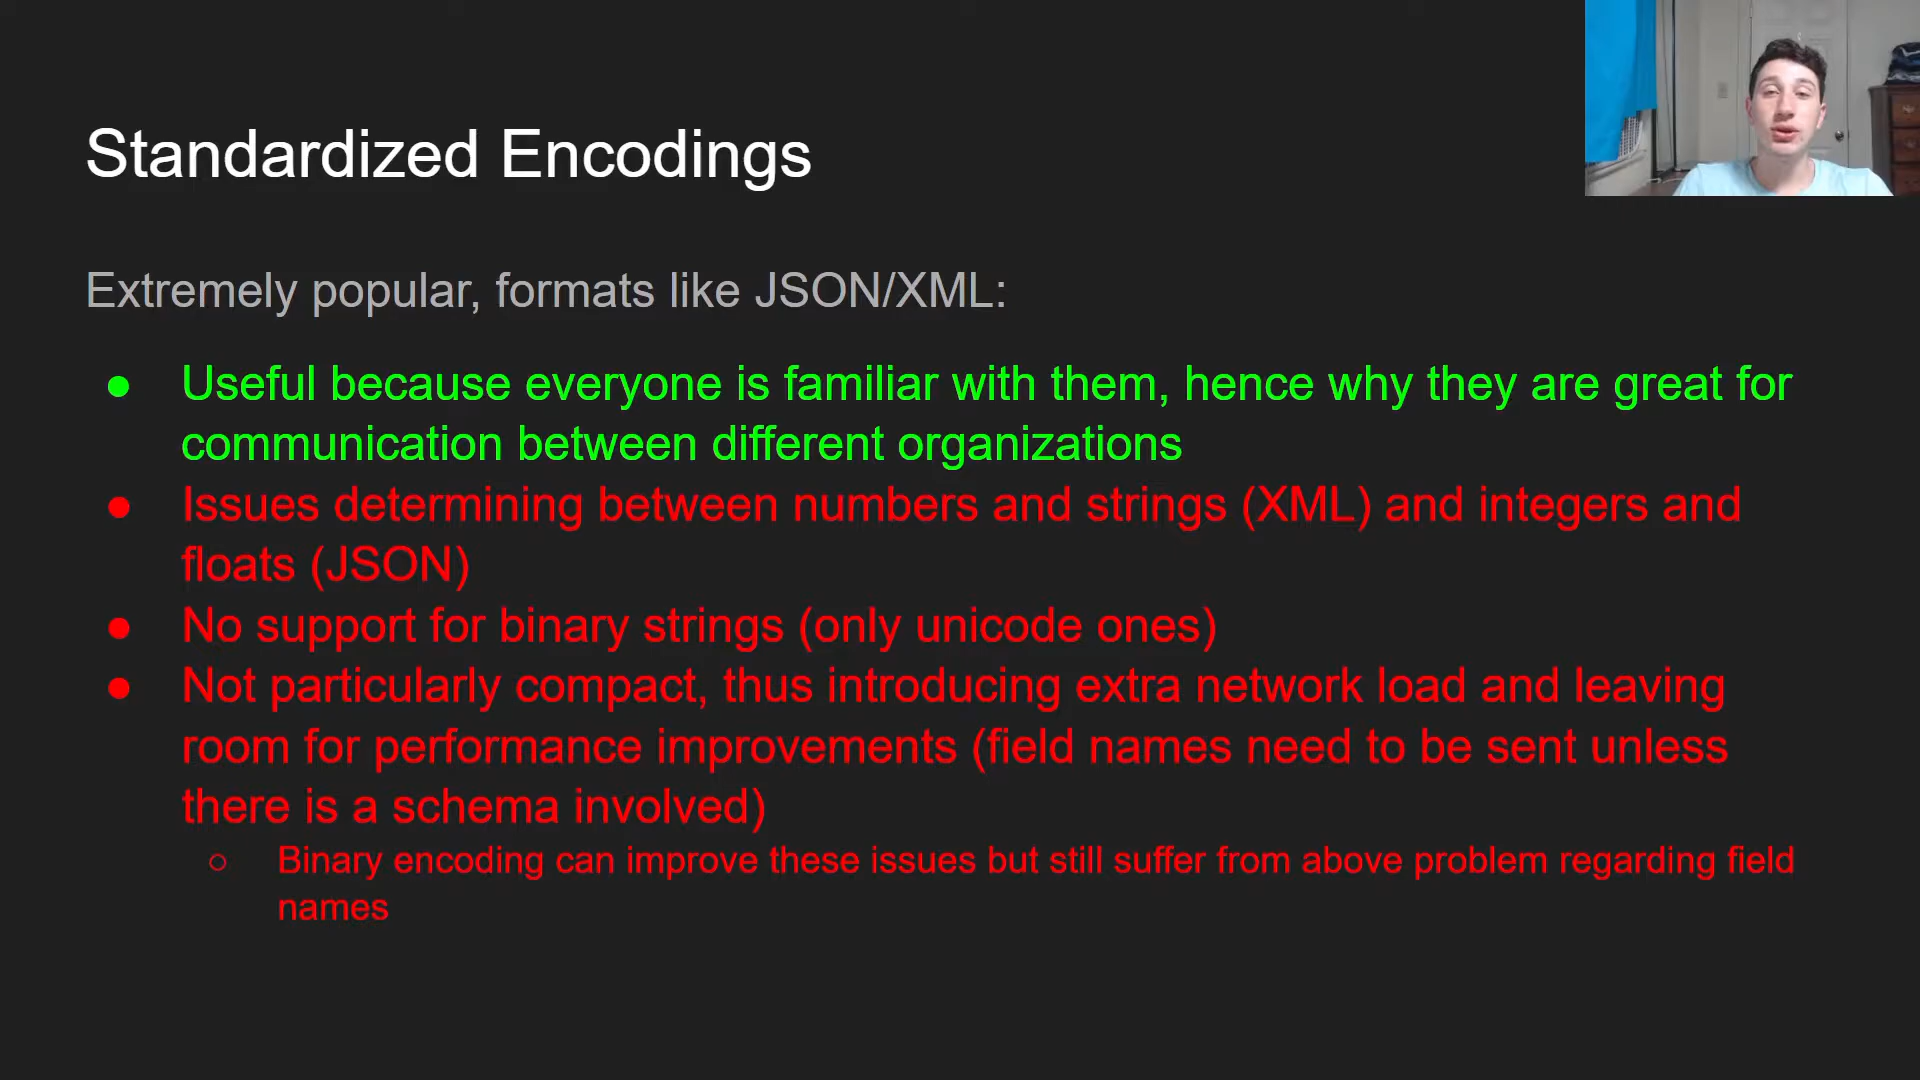 Standardized Encodings
Extremely popular, formats like JSON/XML:
● Useful because everyone is familiar with them, hence why they are great for
communication between different organizations
● Issues determining between numbers and strings (XML) and integers and
floats (JSON)
● No support for binary strings (only unicode ones)
● Not particularly compact, thus introducing extra network load and leaving
room for performance improvements (field names need to be sent unless
there is a schema involved)
○ Binary encoding can improve these issues but still suffer from above problem regarding field
names